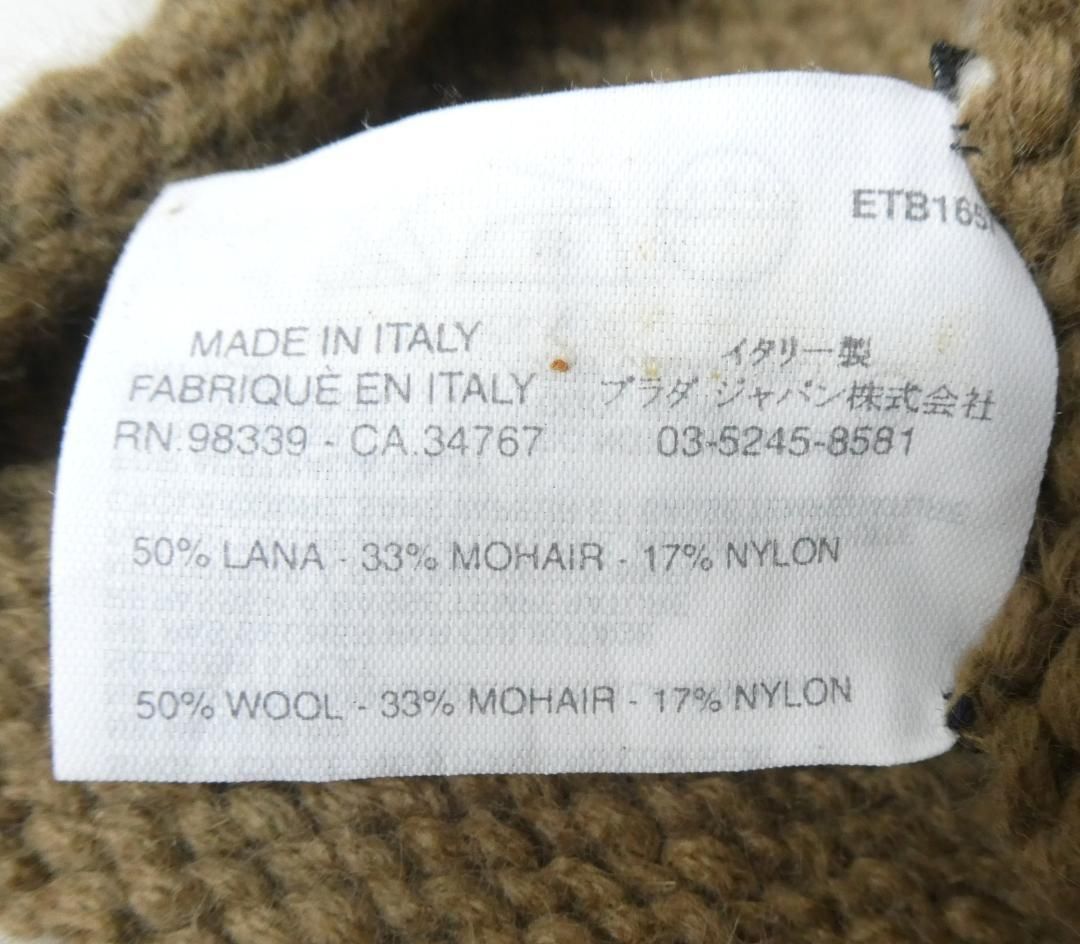 ETB165
MADE IN ITALY
FABRIQUÈ EN ITALY
RN.98339 - CA.34767
イタリー製
プラダ ジャパン株式会社
03-5245-8581
50% LANA - 33% MOHAIR - 17% NYLON
50% WOOL - 33% MOHAIR - 17% NYLON